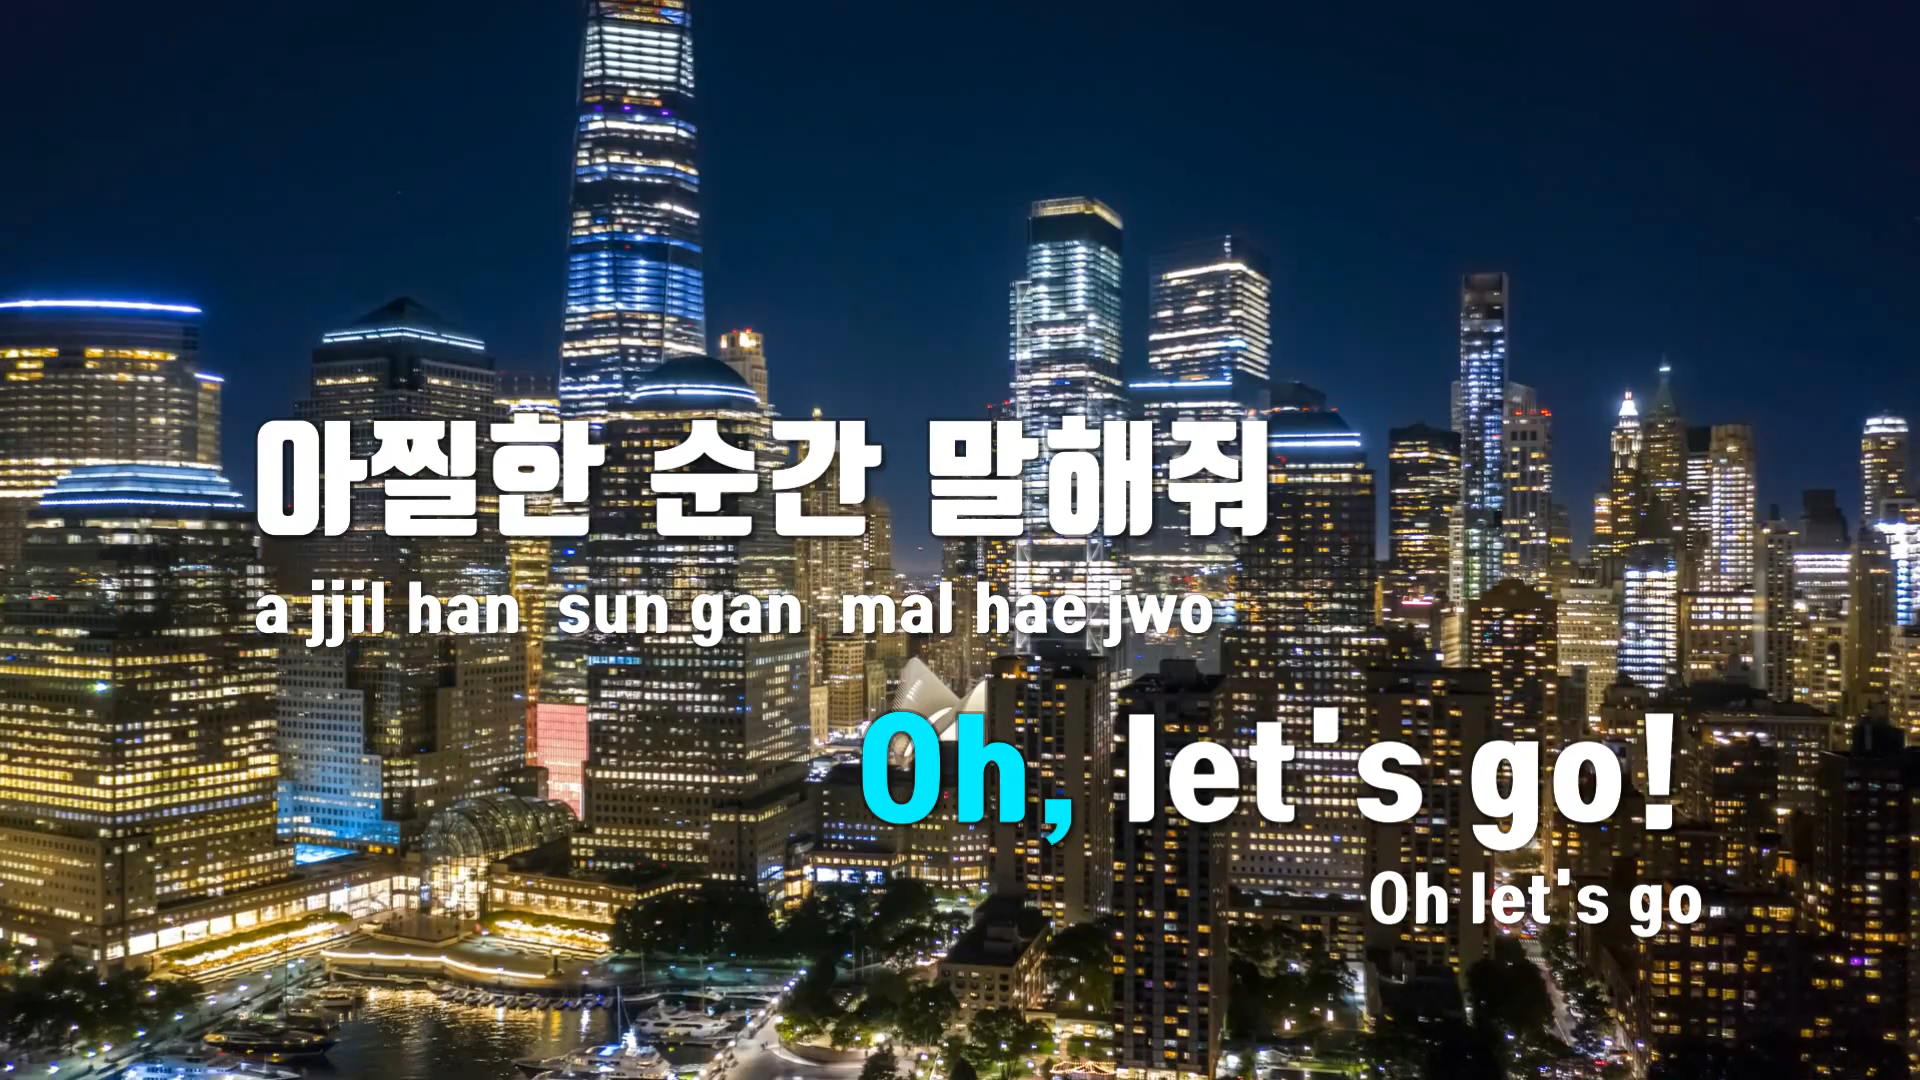 아찔한 순간 말해줘
a jjil han sun gan mal hae jwo
Oh, let's go!
Oh let's go